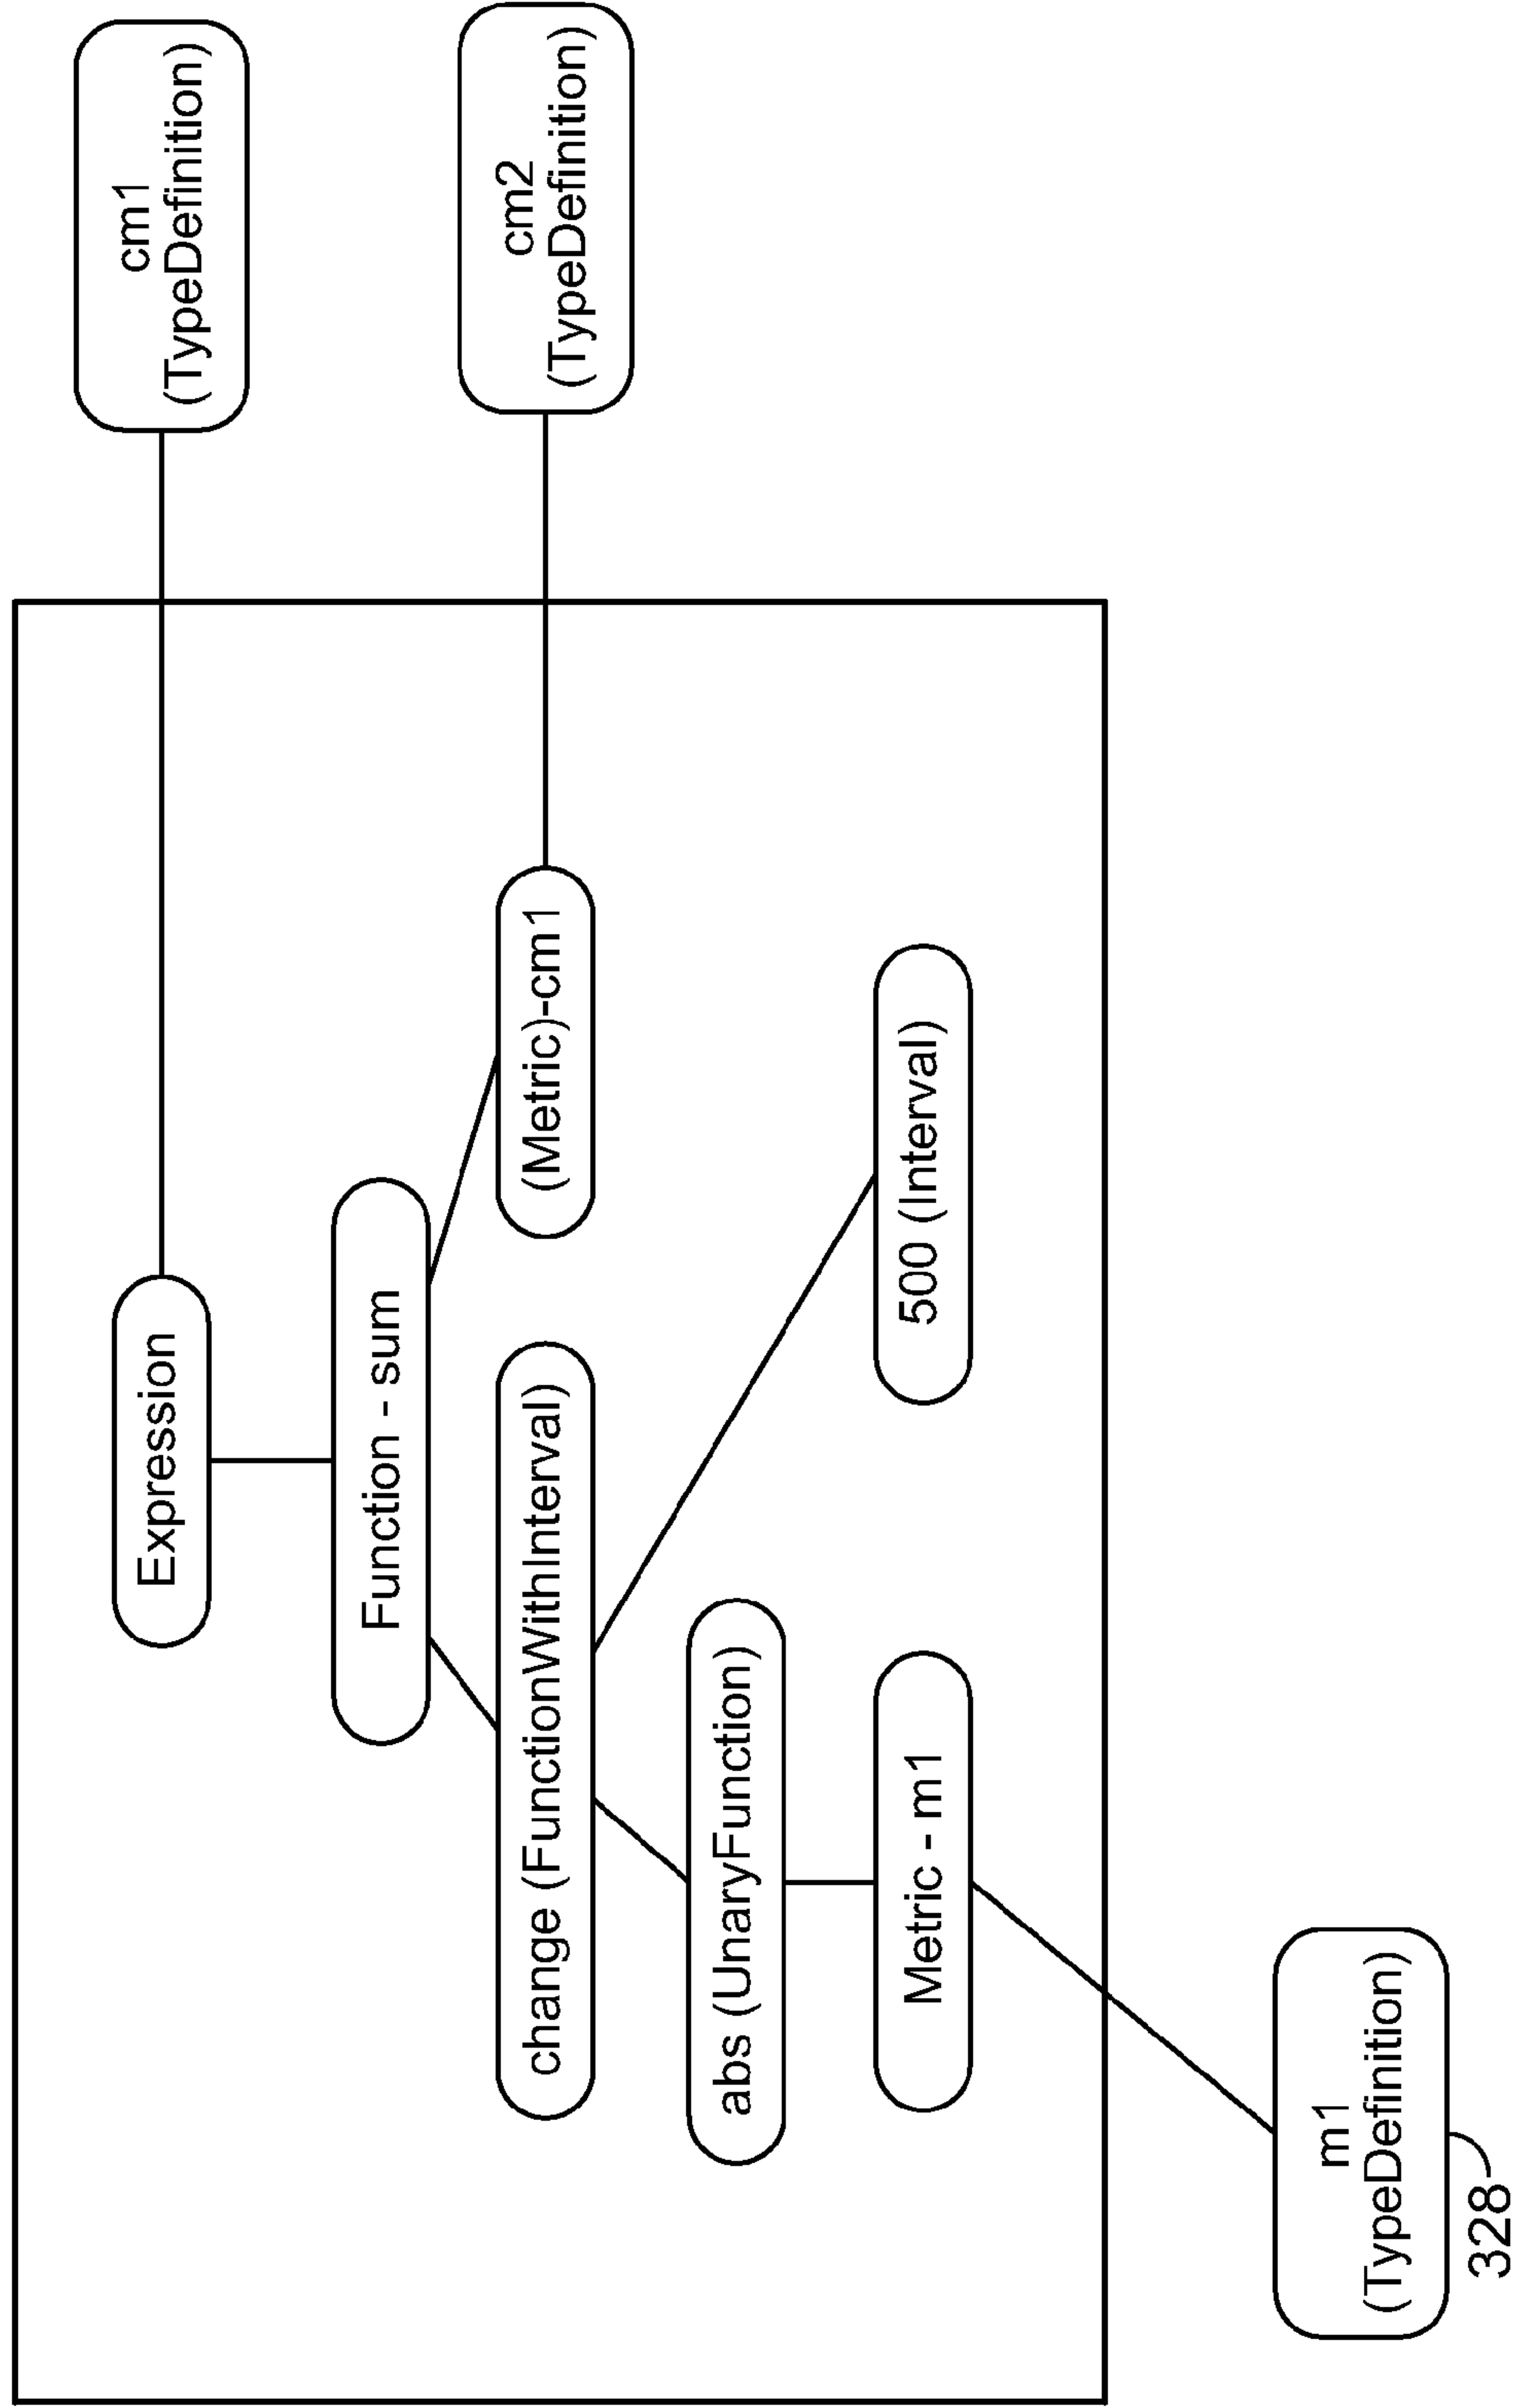 Expression
cm1
(TypeDefinition)
Function - sum
change (FunctionWithInterval)
(Metric)-cm1
cm2
(TypeDefinition)
abs (UnaryFunction)
Metric - m1
500 (Interval)
m1
(TypeDefinition)
328